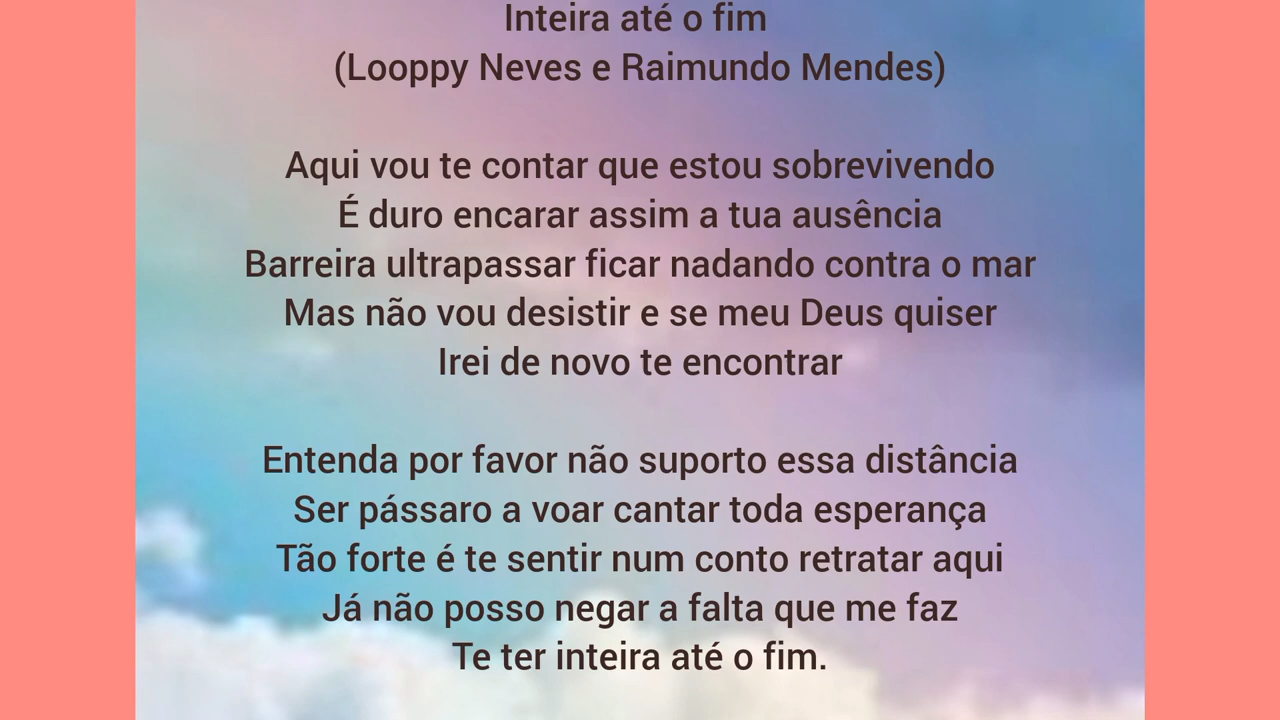 Inteira até o fim
(Looppy Neves e Raimundo Mendes)
Aqui vou te contar que estou sobrevivendo
É duro encarar assim a tua ausência
Barreira ultrapassar ficar nadando contra o mar
Mas não vou desistir e se meu Deus quiser
Irei de novo te encontrar
Entenda por favor não suporto essa distância
Ser pássaro a voar cantar toda esperança
Tão forte é te sentir num conto retratar aqui
Já não posso negar a falta que me faz
Te ter inteira até o fim.